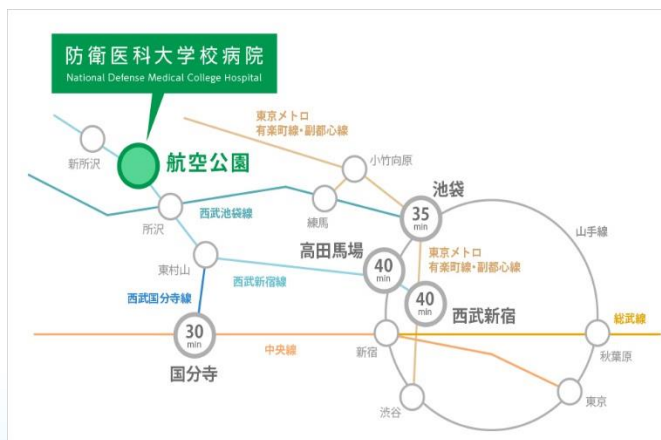 防衛医科大学校病院
National Defense Medical College Hospital
東京メトロ
有楽町線・副都心線
新所沢
航空公園
小竹向原
池袋
35
min
練馬
西武池袋線
所沢
山手線
高田馬場
40
min
東京メトロ
有楽町線・副都心線
東村山
西武新宿線
40
min
西武新宿
西武国分寺線
30
min
国分寺
中央線
新宿
総武線
秋葉原
渋谷
東京